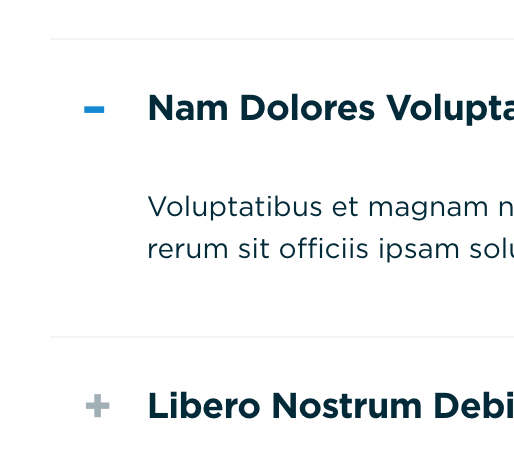 Nam Dolores Volupta
Voluptatibus et magnam n
rerum sit officiis ipsam solu
Libero Nostrum Debi